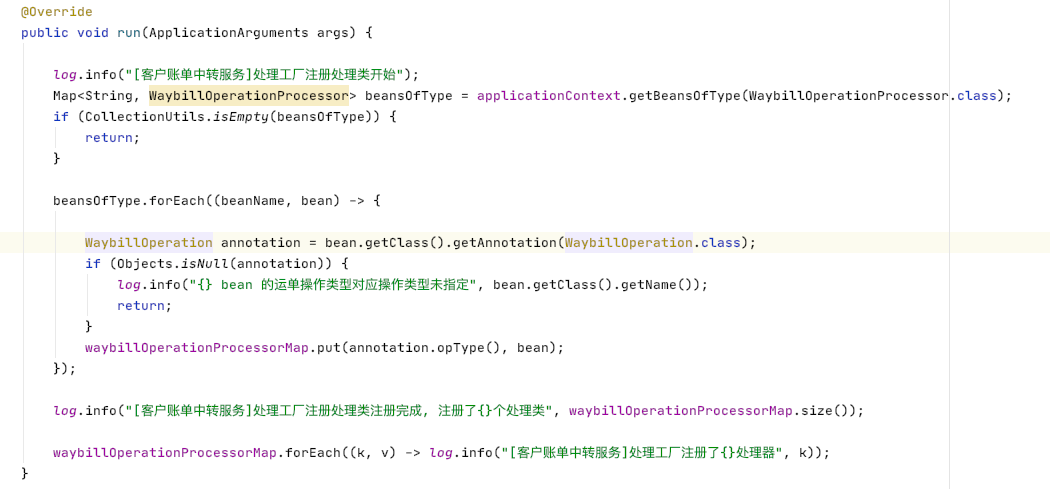 @Override
public void run(ApplicationArguments args) {
log.info("[客户账单中转服务]处理工厂注册处理类开始");
Map<String, WaybillOperationProcessor> beansOfType = applicationContext.getBeansOfType(WaybillOperationProcessor.class);
if (CollectionUtils.isEmpty(beansOfType)) {
return;
}
beansOfType.forEach((beanName, bean) -> {
WaybillOperation annotation = bean.getClass().getAnnotation(WaybillOperation.class);
if (Objects.isNull(annotation)) {
log.info("{} bean 的运单操作类型对应操作类型未指定", bean.getClass().getName());
return;
}
waybillOperationProcessorMap.put(annotation.opType(), bean);
});
log.info("[客户账单中转服务]处理工厂注册处理类注册完成, 注册了{}个处理类", waybillOperationProcessorMap.size());
waybillOperationProcessorMap.forEach((k, v) -> log.info("[客户账单中转服务]处理工厂注册了{}处理器", k));
}